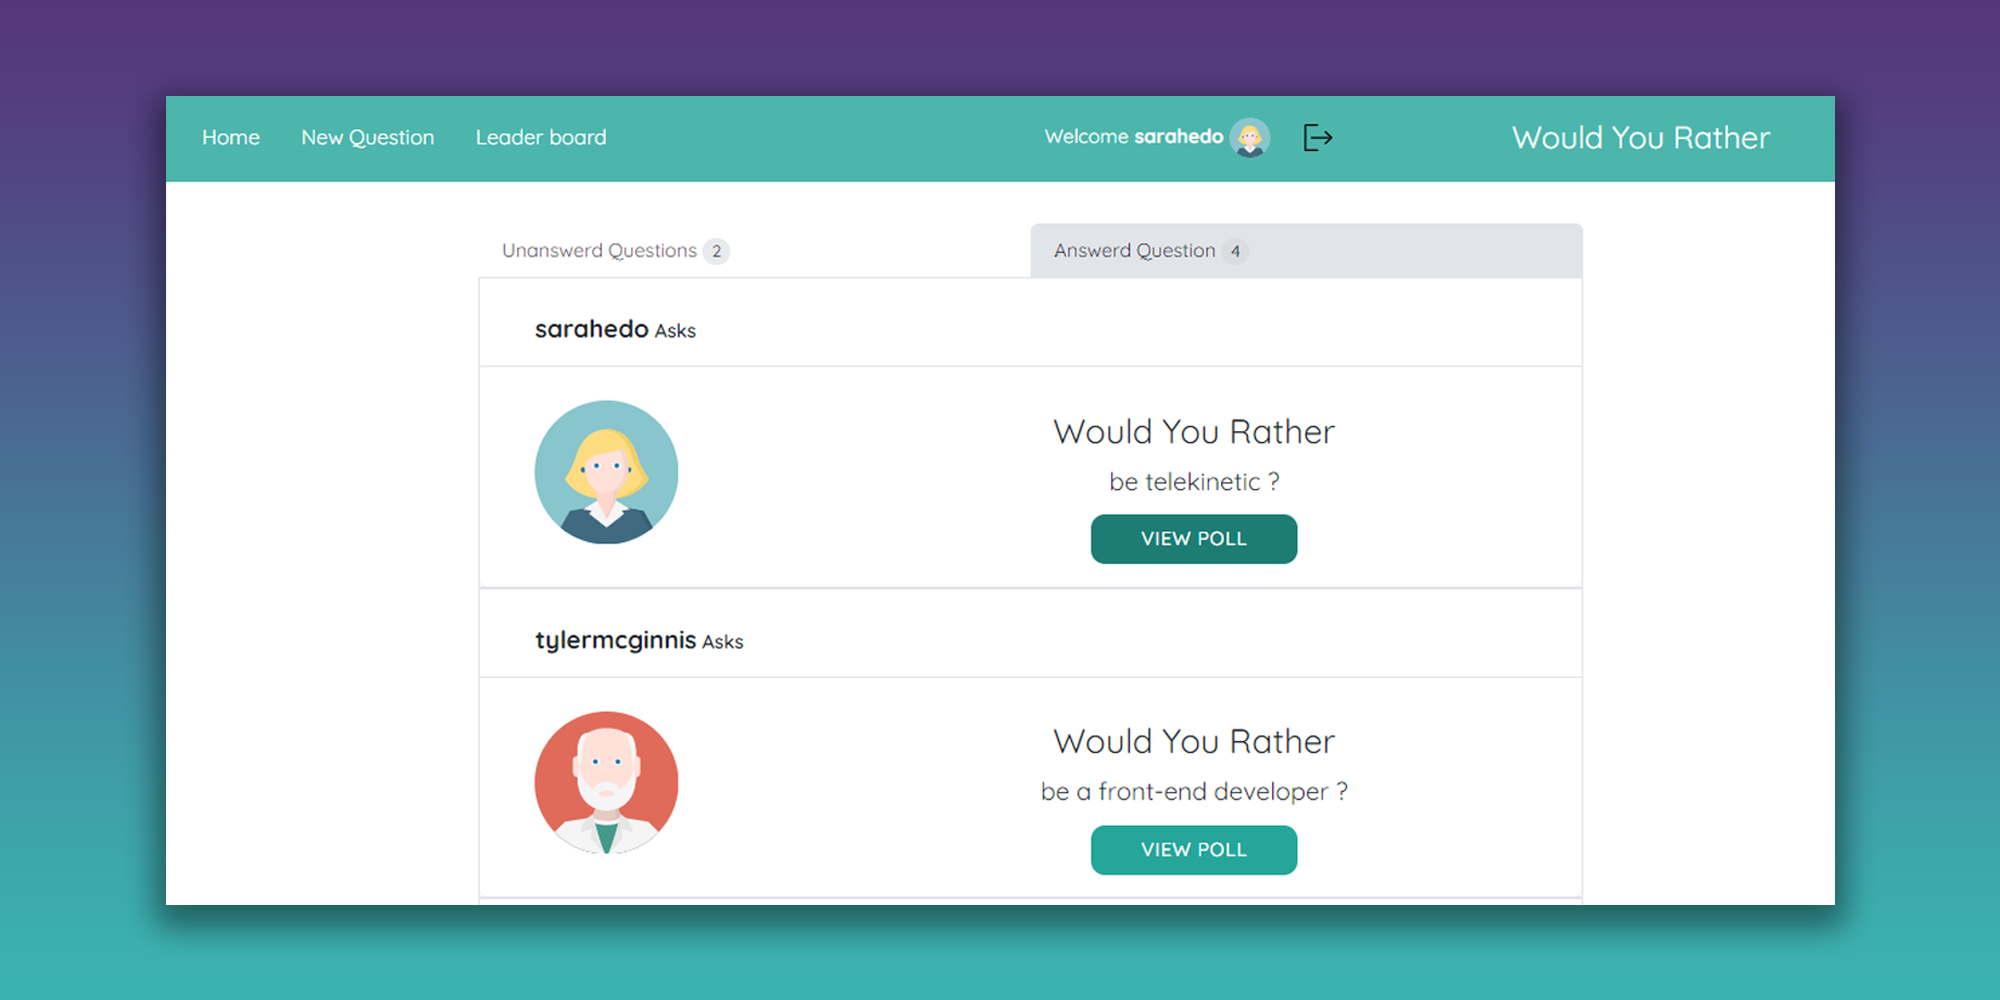 Home New Question Leader board Welcome sarahedo Would You Rather
Unanswerd Questions 2 Answerd Question 4
sarahedo Asks
Would You Rather
be telekinetic ?
VIEW POLL
tylermcginnis Asks
Would You Rather
be a front-end developer ?
VIEW POLL